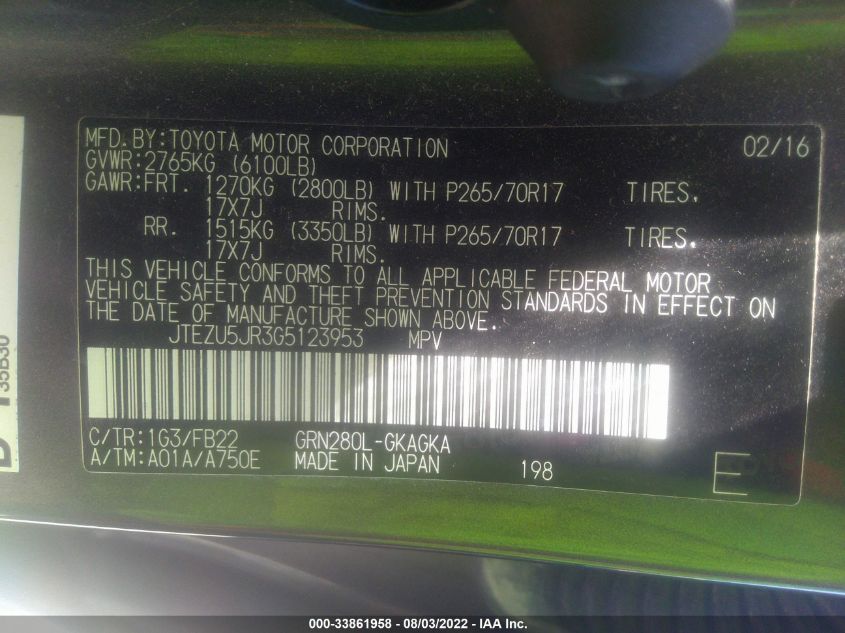 MFD.BY:TOYOTA MOTOR CORPORATION 02/16
GVWR:2765KG (6100LB)
GAWR:FRT. 1270KG (2800LB) WITH P265/70R17 TIRES.
17X7J RIMS.
RR. 1515KG (3350LB) WITH P265/70R17 TIRES.
17X7J RIMS.
THIS VEHICLE CONFORMS TO ALL APPLICABLE FEDERAL MOTOR
VEHICLE SAFETY AND THEFT PREVENTION STANDARDS IN EFFECT ON
THE DATE OF MANUFACTURE SHOWN ABOVE.
JTEZU5JR3G5123953 MPV
C/TR:1G3/FB22 GRN280L-GKAGKA
A/TM:A01A/A750E MADE IN JAPAN 198 E
35B30
000-33861958 - 08/03/2022 - IAA Inc.